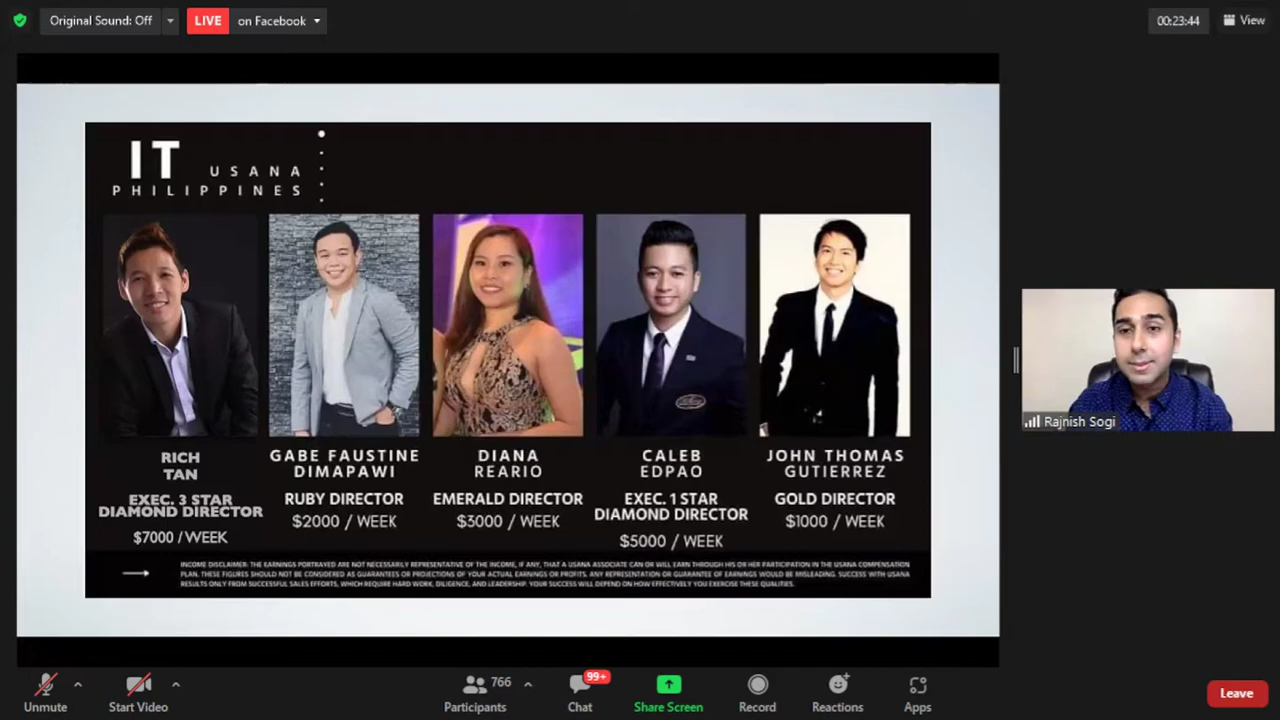 Original Sound: Off
LIVE on Facebook
00:23:44
View
IT USANA
PHILIPPINES
RICH
TAN
EXEC. 3 STAR
DIAMOND DIRECTOR
$7000 / WEEK
GABE FAUSTINE
DIMAPAWI
RUBY DIRECTOR
$2000 / WEEK
DIANA
REARIO
EMERALD DIRECTOR
$3000 / WEEK
CALEB
EDPAO
EXEC. 1 STAR
DIAMOND DIRECTOR
$5000 / WEEK
JOHN THOMAS
GUTIERREZ
GOLD DIRECTOR
$1000 / WEEK
INCOME DISCLAIMER: THE EARNINGS PORTRAYED ARE NOT NECESSARILY REPRESENTATIVE OF THE INCOME, IF ANY, THAT A USANA ASSOCIATE CAN OR WILL EARN THROUGH HIS OR HER PARTICIPATION IN THE USANA COMPENSATION
PLAN. THESE FIGURES SHOULD NOT BE CONSIDERED AS GUARANTEES OR PROJECTIONS OF YOUR ACTUAL EARNINGS OR PROFITS. ANY REPRESENTATION OR GUARANTEE OF EARNINGS WOULD BE MISLEADING. SUCCESS WITH USANA
RESULTS ONLY FROM SUCCESSFUL SALES EFFORTS, WHICH REQUIRE HARD WORK, DILIGENCE, AND LEADERSHIP. YOUR SUCCESS WILL DEPEND ON HOW EFFECTIVELY YOU EXERCISE THESE QUALITIES.
Rajnish Sogi
Unmute
Start Video
766
Participants
99+
Chat
Share Screen
Record
Reactions
Apps
Leave